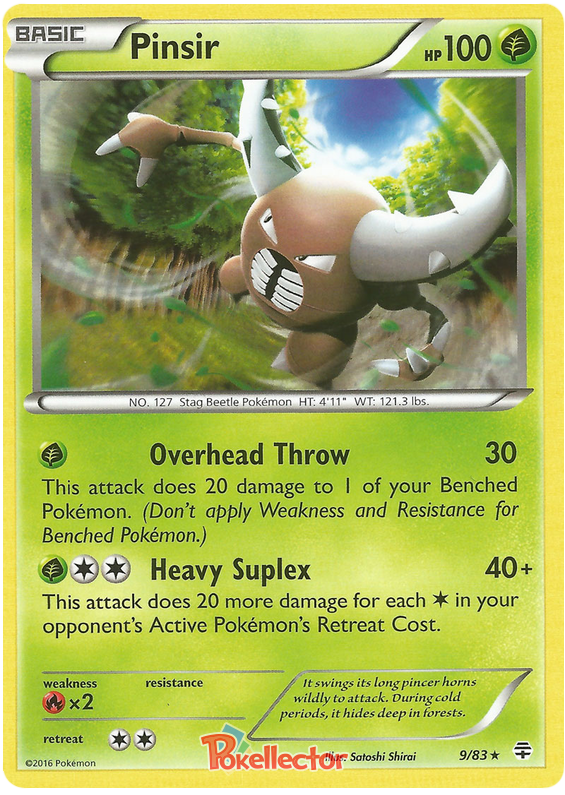 BASIC
Pinsir
HP100
NO. 127 Stag Beetle Pokémon HT: 4'11" WT: 121.3 lbs.
Overhead Throw 30
This attack does 20 damage to 1 of your Benched
Pokémon. (Don't apply Weakness and Resistance for
Benched Pokémon.)
Heavy Suplex 40+
This attack does 20 more damage for each in your
opponent's Active Pokémon's Retreat Cost.
weakness resistance
×2
retreat
It swings its long pincer horns
wildly to attack. During cold
periods, it hides deep in forests.
©2016 Pokémon
Pokellector
Illus. Satoshi Shirai
9/83★